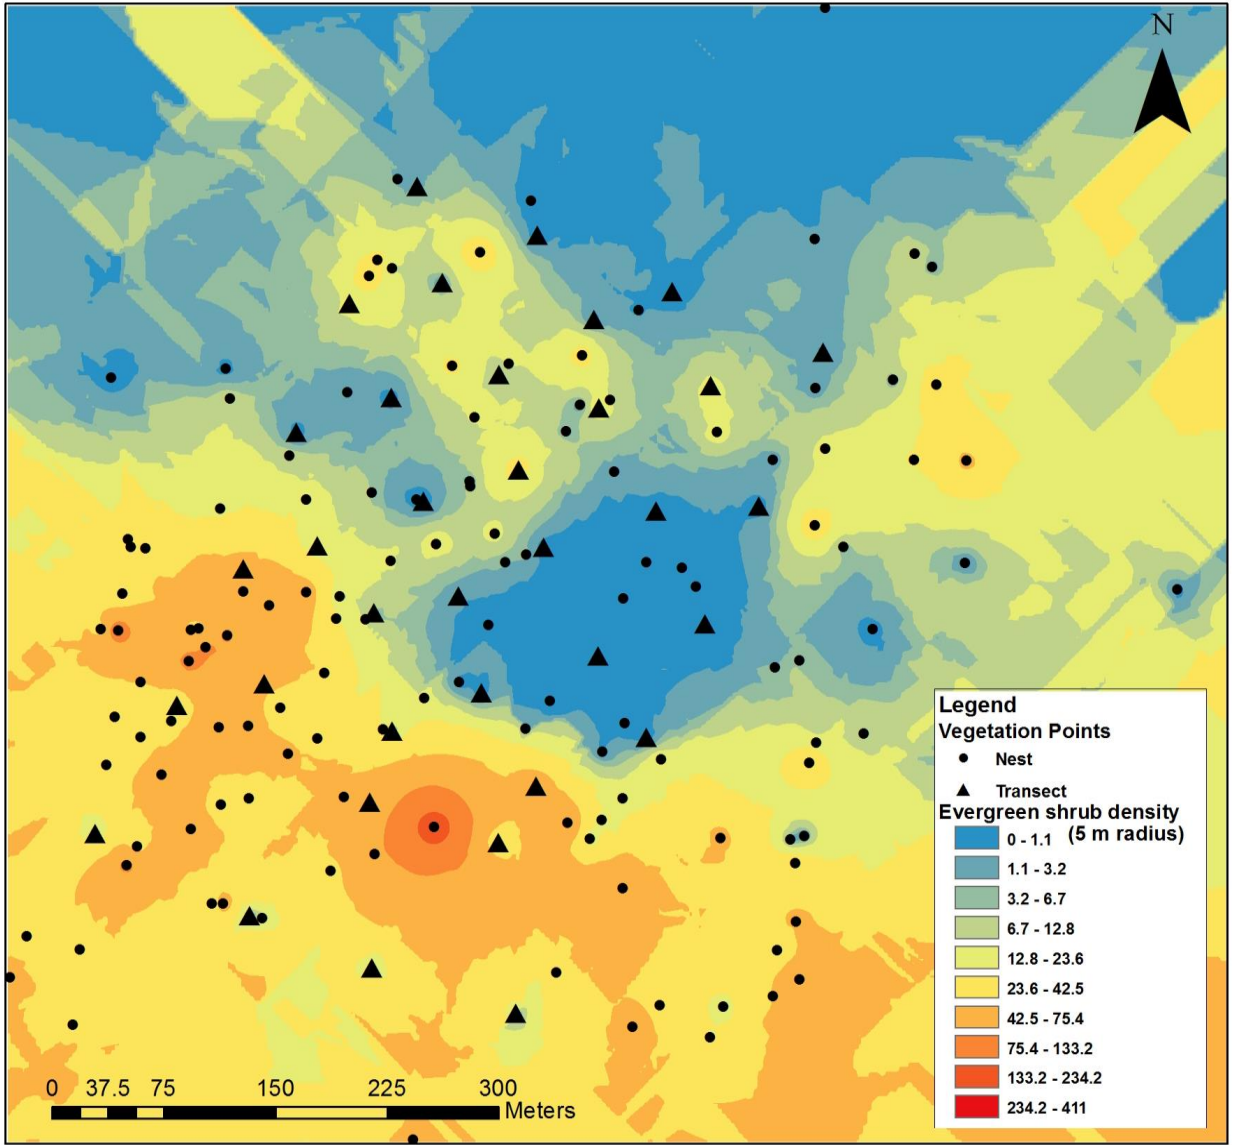 N
Legend
Vegetation Points
Nest
Transect
Evergreen shrub density
(5 m radius)
0 - 1.1
1.1 - 3.2
3.2 - 6.7
6.7 - 12.8
12.8 - 23.6
23.6 - 42.5
42.5 - 75.4
75.4 - 133.2
133.2 - 234.2
234.2 - 411
0 37.5 75 150 225 300
Meters